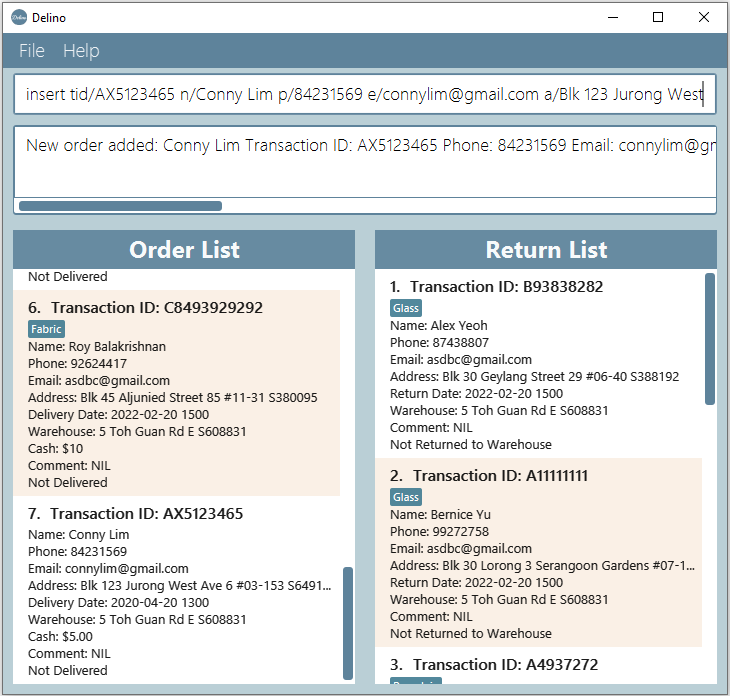 Delino
File Help
insert tid/AX5123465 n/Conny Lim p/84231569 e/connylim@gmail.com a/Blk 123 Jurong West
New order added: Conny Lim Transaction ID: AX5123465 Phone: 84231569 Email: connylim@gm
Order List
Not Delivered
6. Transaction ID: C8493929292
Fabric
Name: Roy Balakrishnan
Phone: 92624417
Email: asdbc@gmail.com
Address: Blk 45 Aljunied Street 85 #11-31 S380095
Delivery Date: 2022-02-20 1500
Warehouse: 5 Toh Guan Rd E S608831
Cash: $10
Comment: NIL
Not Delivered
7. Transaction ID: AX5123465
Name: Conny Lim
Phone: 84231569
Email: connylim@gmail.com
Address: Blk 123 Jurong West Ave 6 #03-153 S6491...
Delivery Date: 2020-04-20 1300
Warehouse: 5 Toh Guan Rd E S608831
Cash: $5.00
Comment: NIL
Not Delivered
Return List
1. Transaction ID: B93838282
Glass
Name: Alex Yeoh
Phone: 87438807
Email: asdbc@gmail.com
Address: Blk 30 Geylang Street 29 #06-40 S388192
Return Date: 2022-02-20 1500
Warehouse: 5 Toh Guan Rd E S608831
Comment: NIL
Not Returned to Warehouse
2. Transaction ID: A11111111
Glass
Name: Bernice Yu
Phone: 99272758
Email: asdbc@gmail.com
Address: Blk 30 Lorong 3 Serangoon Gardens #07-1...
Return Date: 2022-02-20 1500
Warehouse: 5 Toh Guan Rd E S608831
Comment: NIL
Not Returned to Warehouse
3. Transaction ID: A4937272